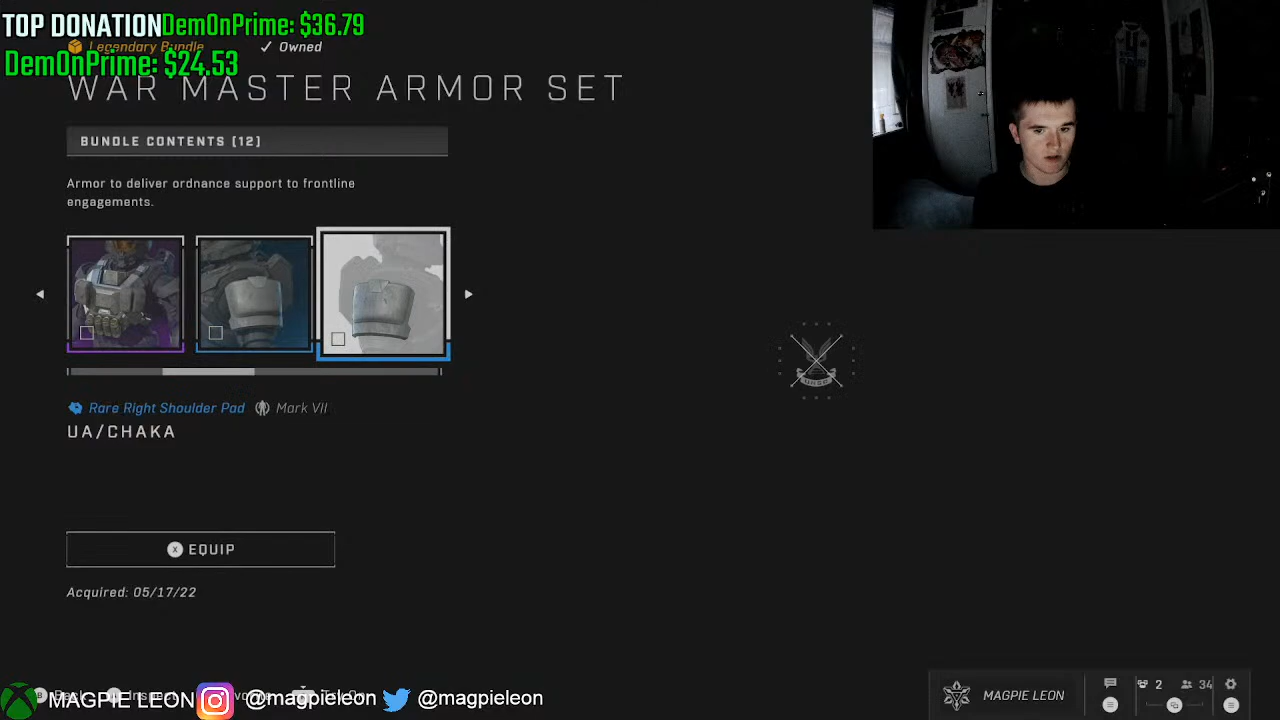 TOP DONATION DemOnPrime: $36.79
Legendary Bundle ✓ Owned
DemOnPrime: $24.53
WAR MASTER ARMOR SET
BUNDLE CONTENTS [12]
Armor to deliver ordnance support to frontline
engagements.
Rare Right Shoulder Pad Mark VII
UA/CHAKA
X EQUIP
Acquired: 05/17/22
MAGPIE LEON @magpieleon @magpieleon
MAGPIE LEON
2 34